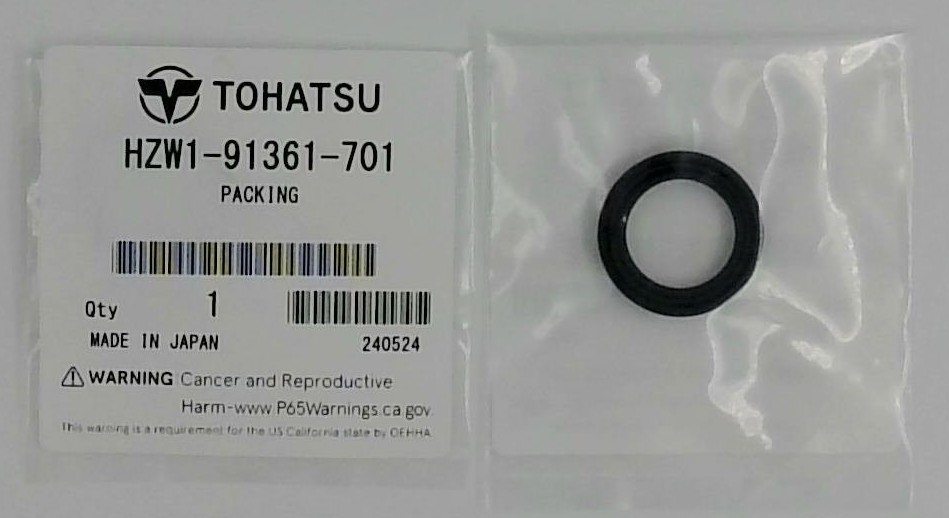 TOHATSU
HZW1-91361-701
PACKING
Qty 1
MADE IN JAPAN 240524
WARNING Cancer and Reproductive
Harm-www.P65Warnings.ca.gov.
This warning is a requirement for the US California state by OEHHA.